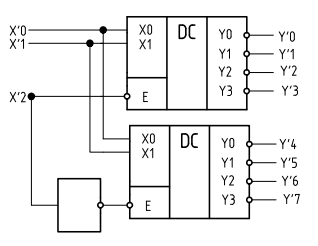 X'0 X0 DC Y0 Y'0
X'1 X1 Y1 Y'1
Y2 Y'2
X'2 E Y3 Y'3
X0 DC Y0 Y'4
X1 Y1 Y'5
Y2 Y'6
E Y3 Y'7